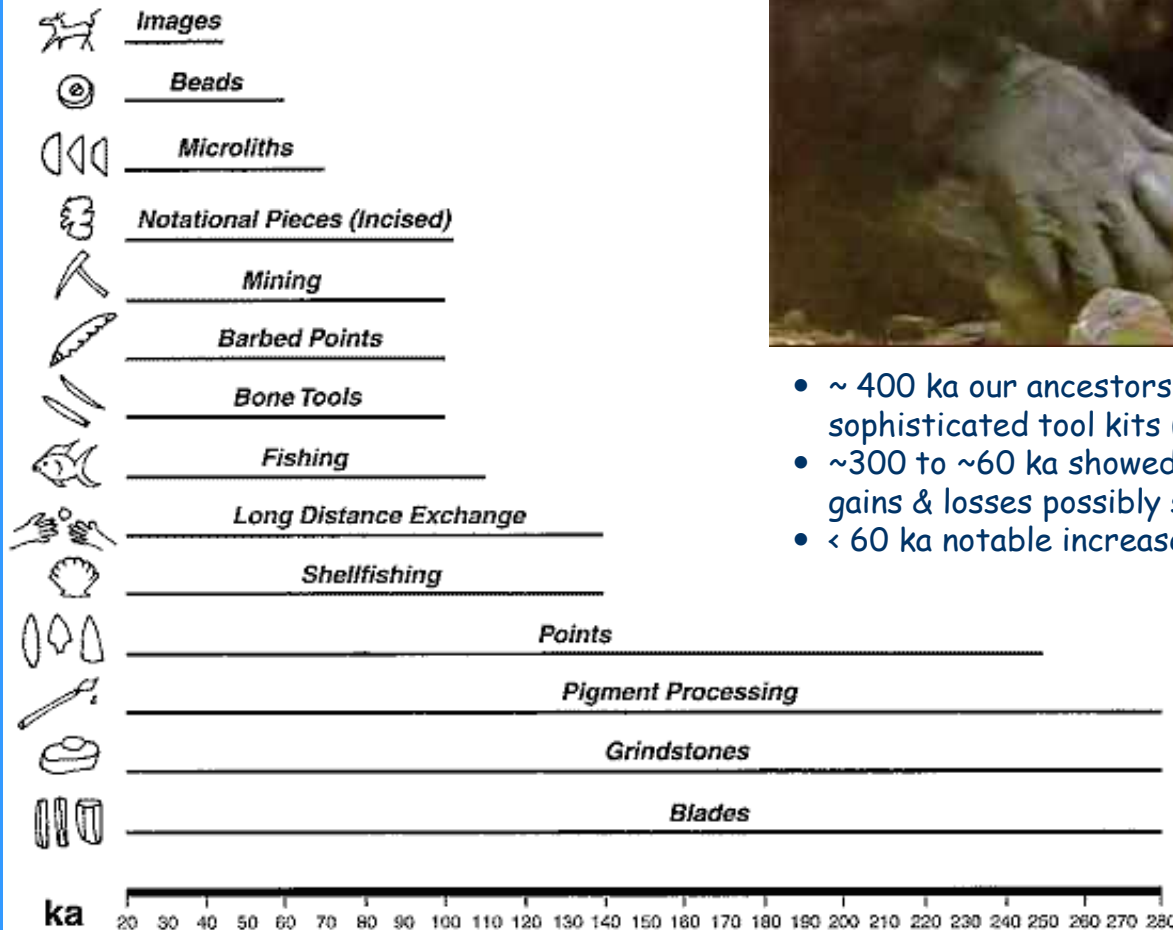 Images
Beads
Microliths
Notational Pieces (Incised)
Mining
Barbed Points
Bone Tools
Fishing
Long Distance Exchange
Shellfishing
Points
Pigment Processing
Grindstones
Blades
ka 20 30 40 50 60 70 80 90 100 110 120 130 140 150 160 170 180 190 200 210 220 230 240 250 260 270 280
• ~ 400 ka our ancestors
sophisticated tool kits (
• ~300 to ~60 ka showed
gains & losses possibly
• < 60 ka notable increase